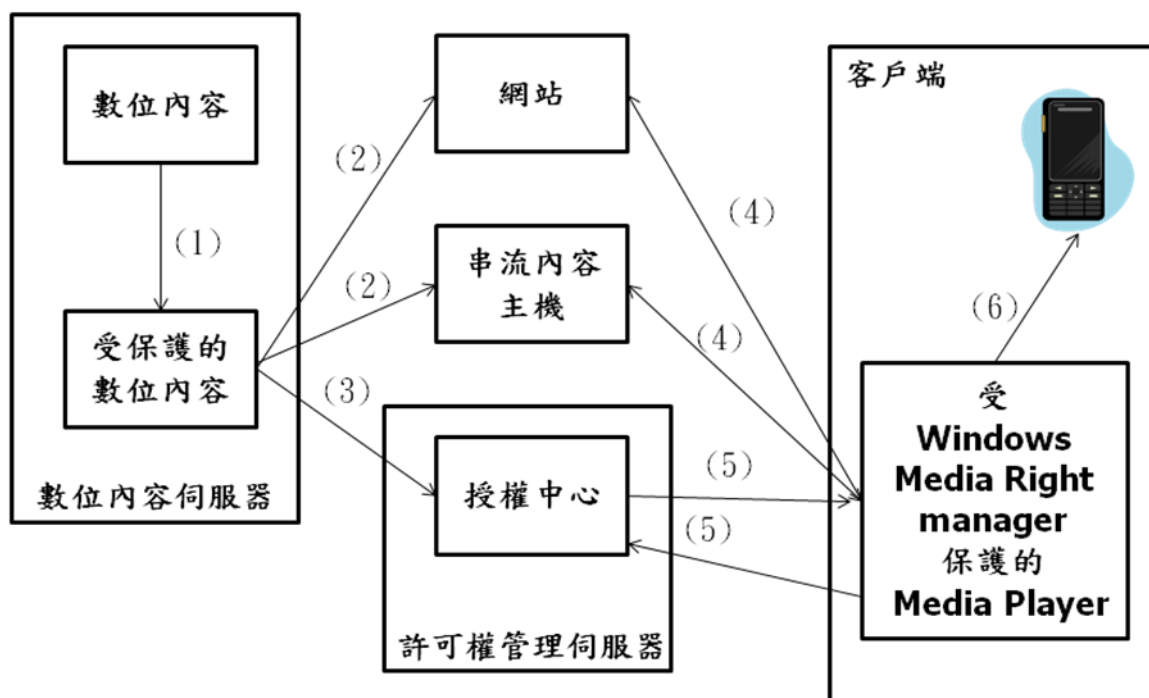 數位內容
(1)
受保護的
數位內容
數位內容伺服器
(2)
(2)
(3)
網站
串流內容
主機
授權中心
許可權管理伺服器
(4)
(4)
(5)
(5)
客戶端
(6)
受
Windows
Media Right
manager
保護的
Media Player